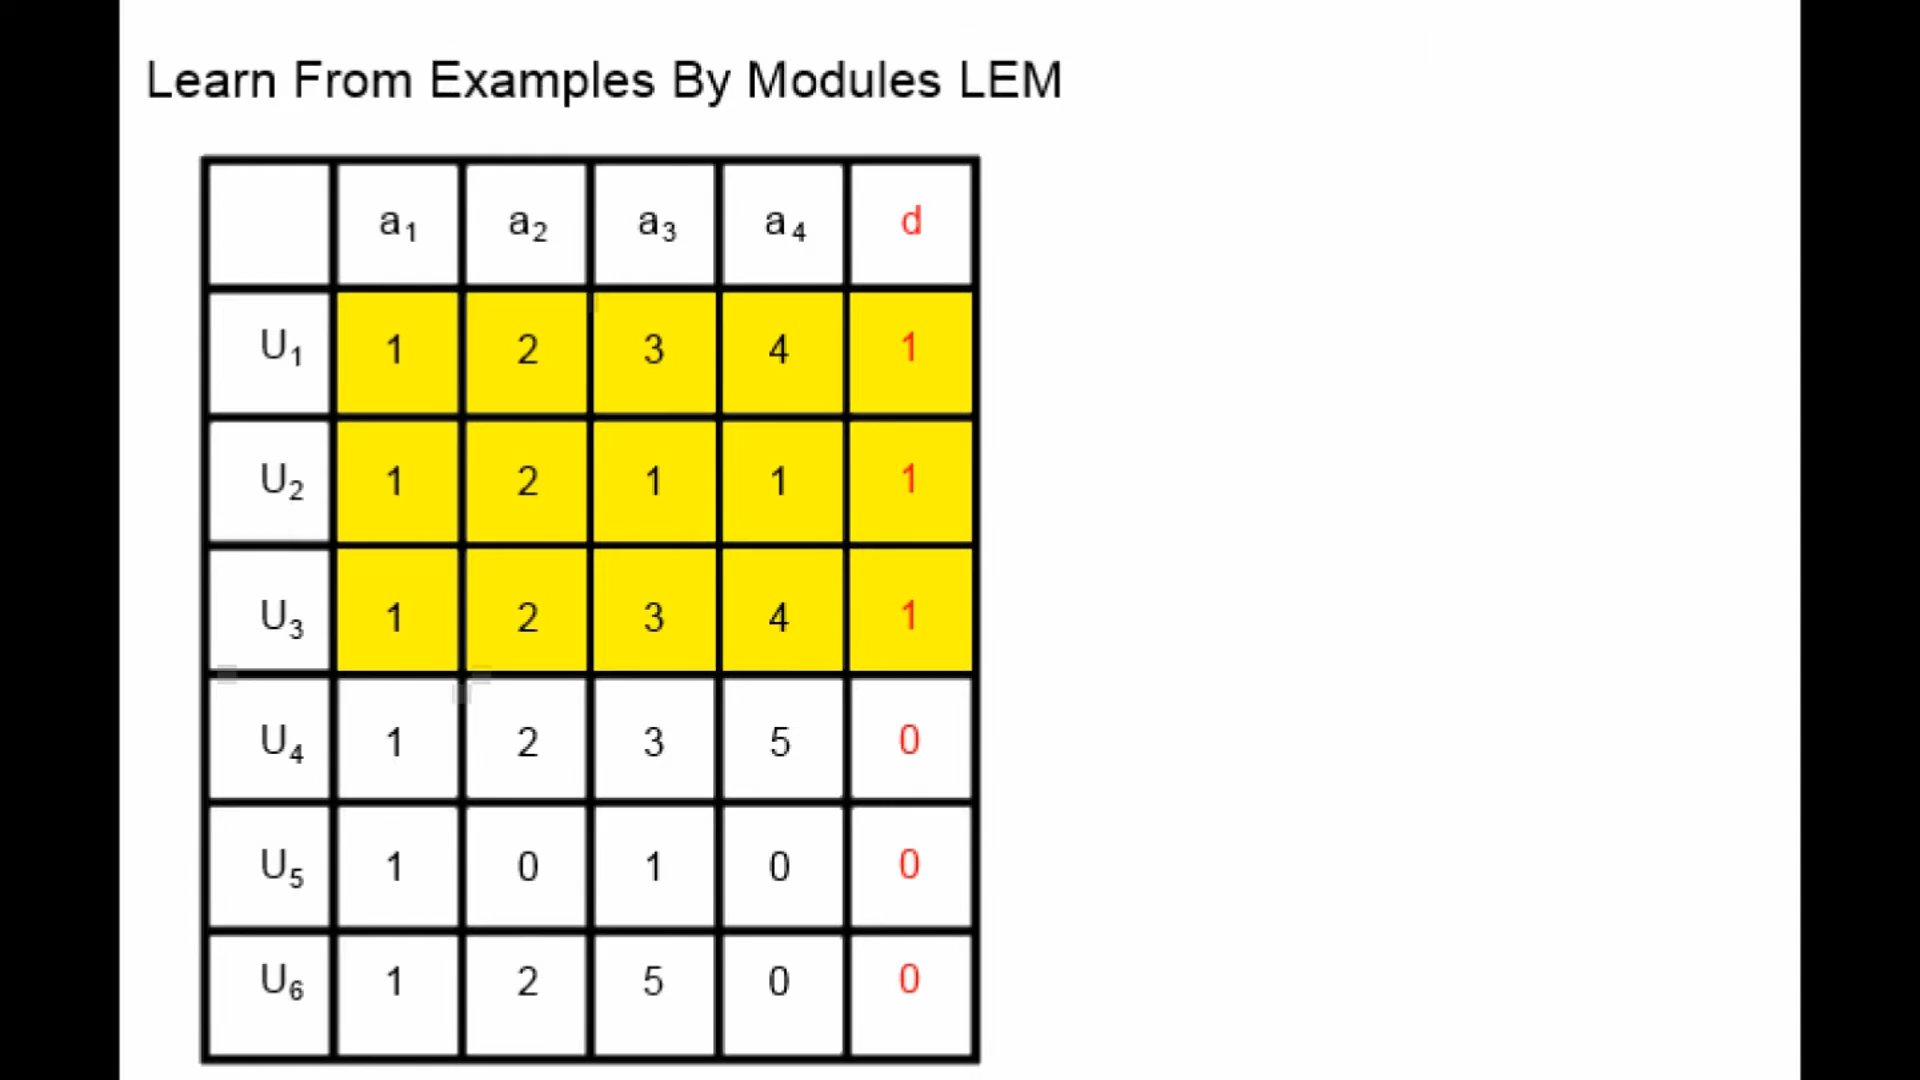 Learn From Examples By Modules LEM
a1 a2 a3 a4 d
U1 1 2 3 4 1
U2 1 2 1 1 1
U3 1 2 3 4 1
U4 1 2 3 5 0
U5 1 0 1 0 0
U6 1 2 5 0 0